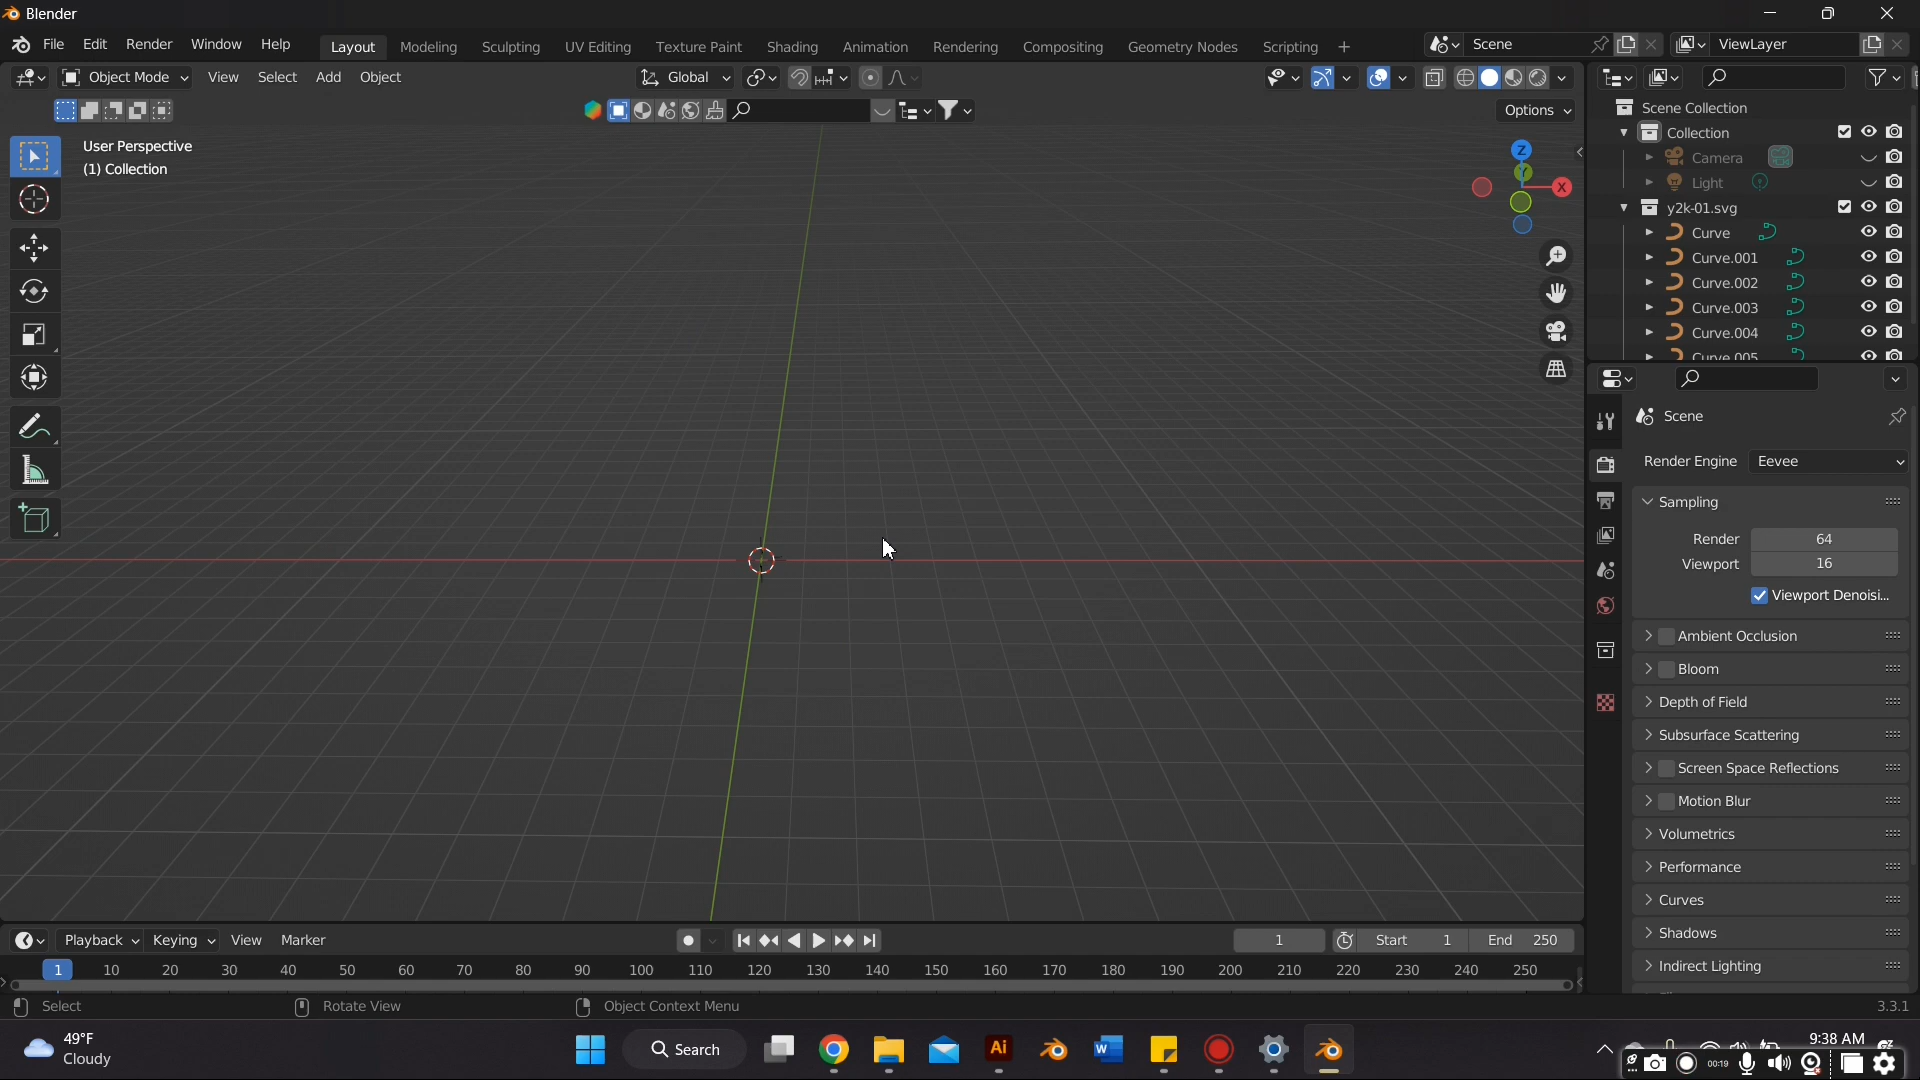 Blender
File Edit Render Window Help Layout Modeling Sculpting UV Editing Texture Paint Shading Animation Rendering Compositing Geometry Nodes Scripting + Scene ViewLayer
Object Mode View Select Add Object Global
Options
User Perspective
(1) Collection
Z
Y
X
Scene Collection
Collection
Camera
Light
y2k-01.svg
Curve
Curve.001
Curve.002
Curve.003
Curve.004
Curve.005
Scene
Render Engine Eevee
Sampling
Render 64
Viewport 16
Viewport Denoisi...
Ambient Occlusion
Bloom
Depth of Field
Subsurface Scattering
Screen Space Reflections
Motion Blur
Volumetrics
Performance
Curves
Shadows
Indirect Lighting
Playback Keying View Marker 1 Start 1 End 250
1 10 20 30 40 50 60 70 80 90 100 110 120 130 140 150 160 170 180 190 200 210 220 230 240 250
Select Rotate View Object Context Menu 3.3.1
49°F
Cloudy
Search
Ai
W
9:38 AM
00:19